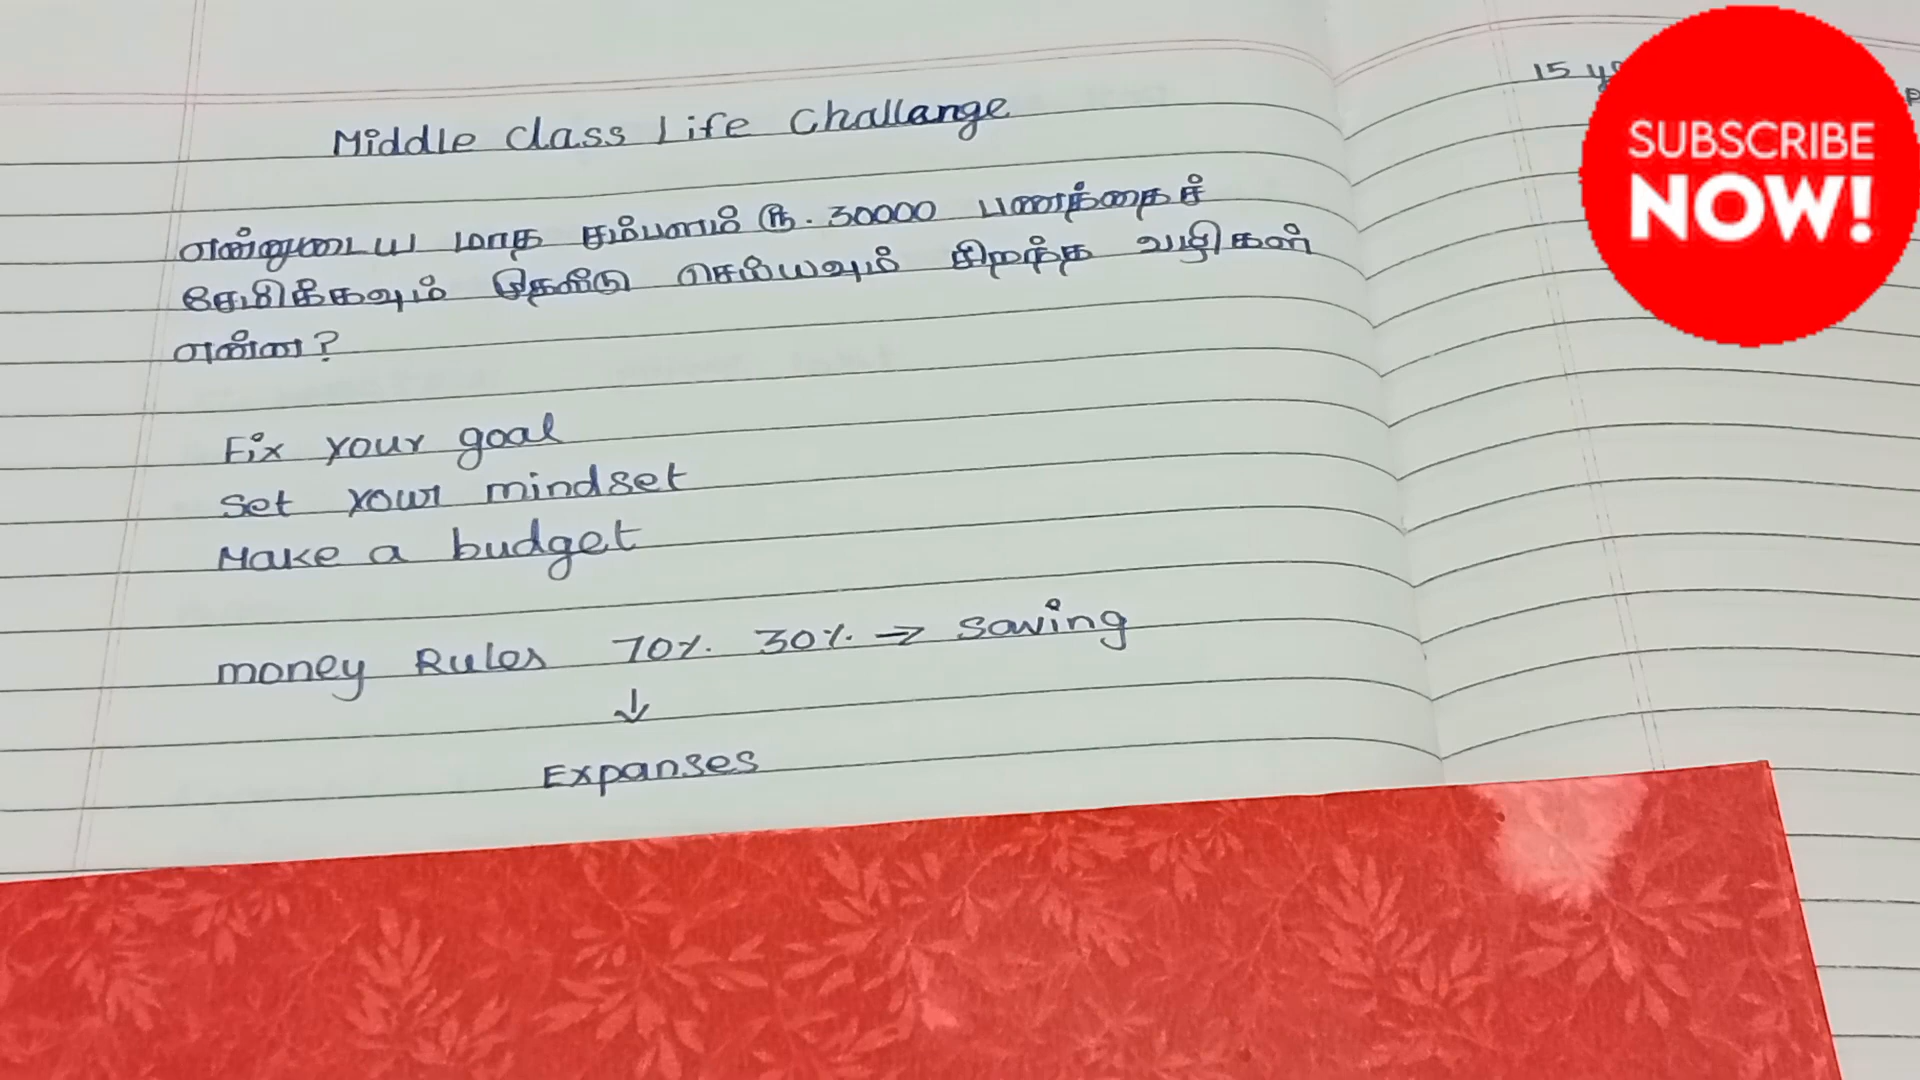 Middle Class Life Challange
என்னுடைய மாத சம்பளம் ரூ. 30000 பணத்தைச்
சேமிக்கவும் முதலீடு செய்யவும் சிறந்த வழிகள்
என்ன?
Fix your goal
Set your mindset
Make a budget
money Rules 70% 30% → Saving
↓
Expanses
15
SUBSCRIBE
NOW!